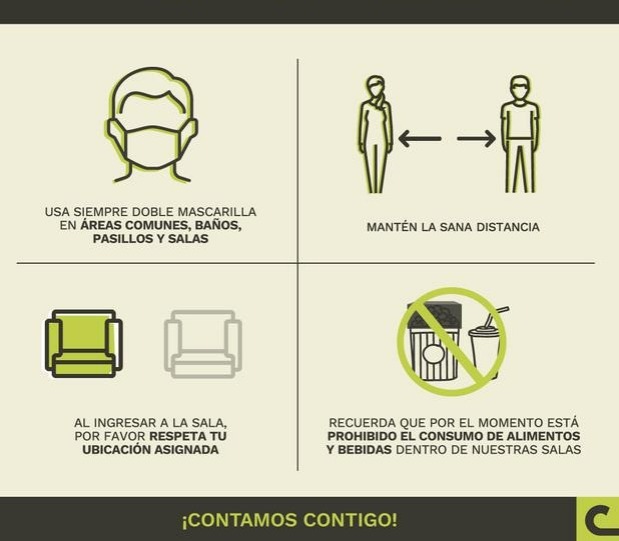 USA SIEMPRE DOBLE MASCARILLA
EN ÁREAS COMUNES, BAÑOS,
PASILLOS Y SALAS
MANTÉN LA SANA DISTANCIA
AL INGRESAR A LA SALA,
POR FAVOR RESPETA TU
UBICACIÓN ASIGNADA
RECUERDA QUE POR EL MOMENTO ESTÁ
PROHIBIDO EL CONSUMO DE ALIMENTOS
Y BEBIDAS DENTRO DE NUESTRAS SALAS
¡CONTAMOS CONTIGO!